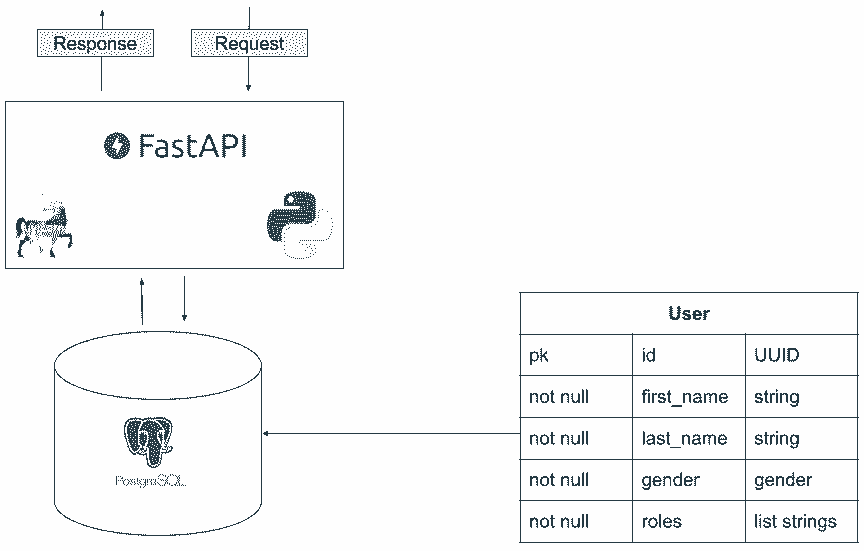 Response
Request
FastAPI
PostgreSQL
User
pk id UUID
not null first_name string
not null last_name string
not null gender gender
not null roles list strings